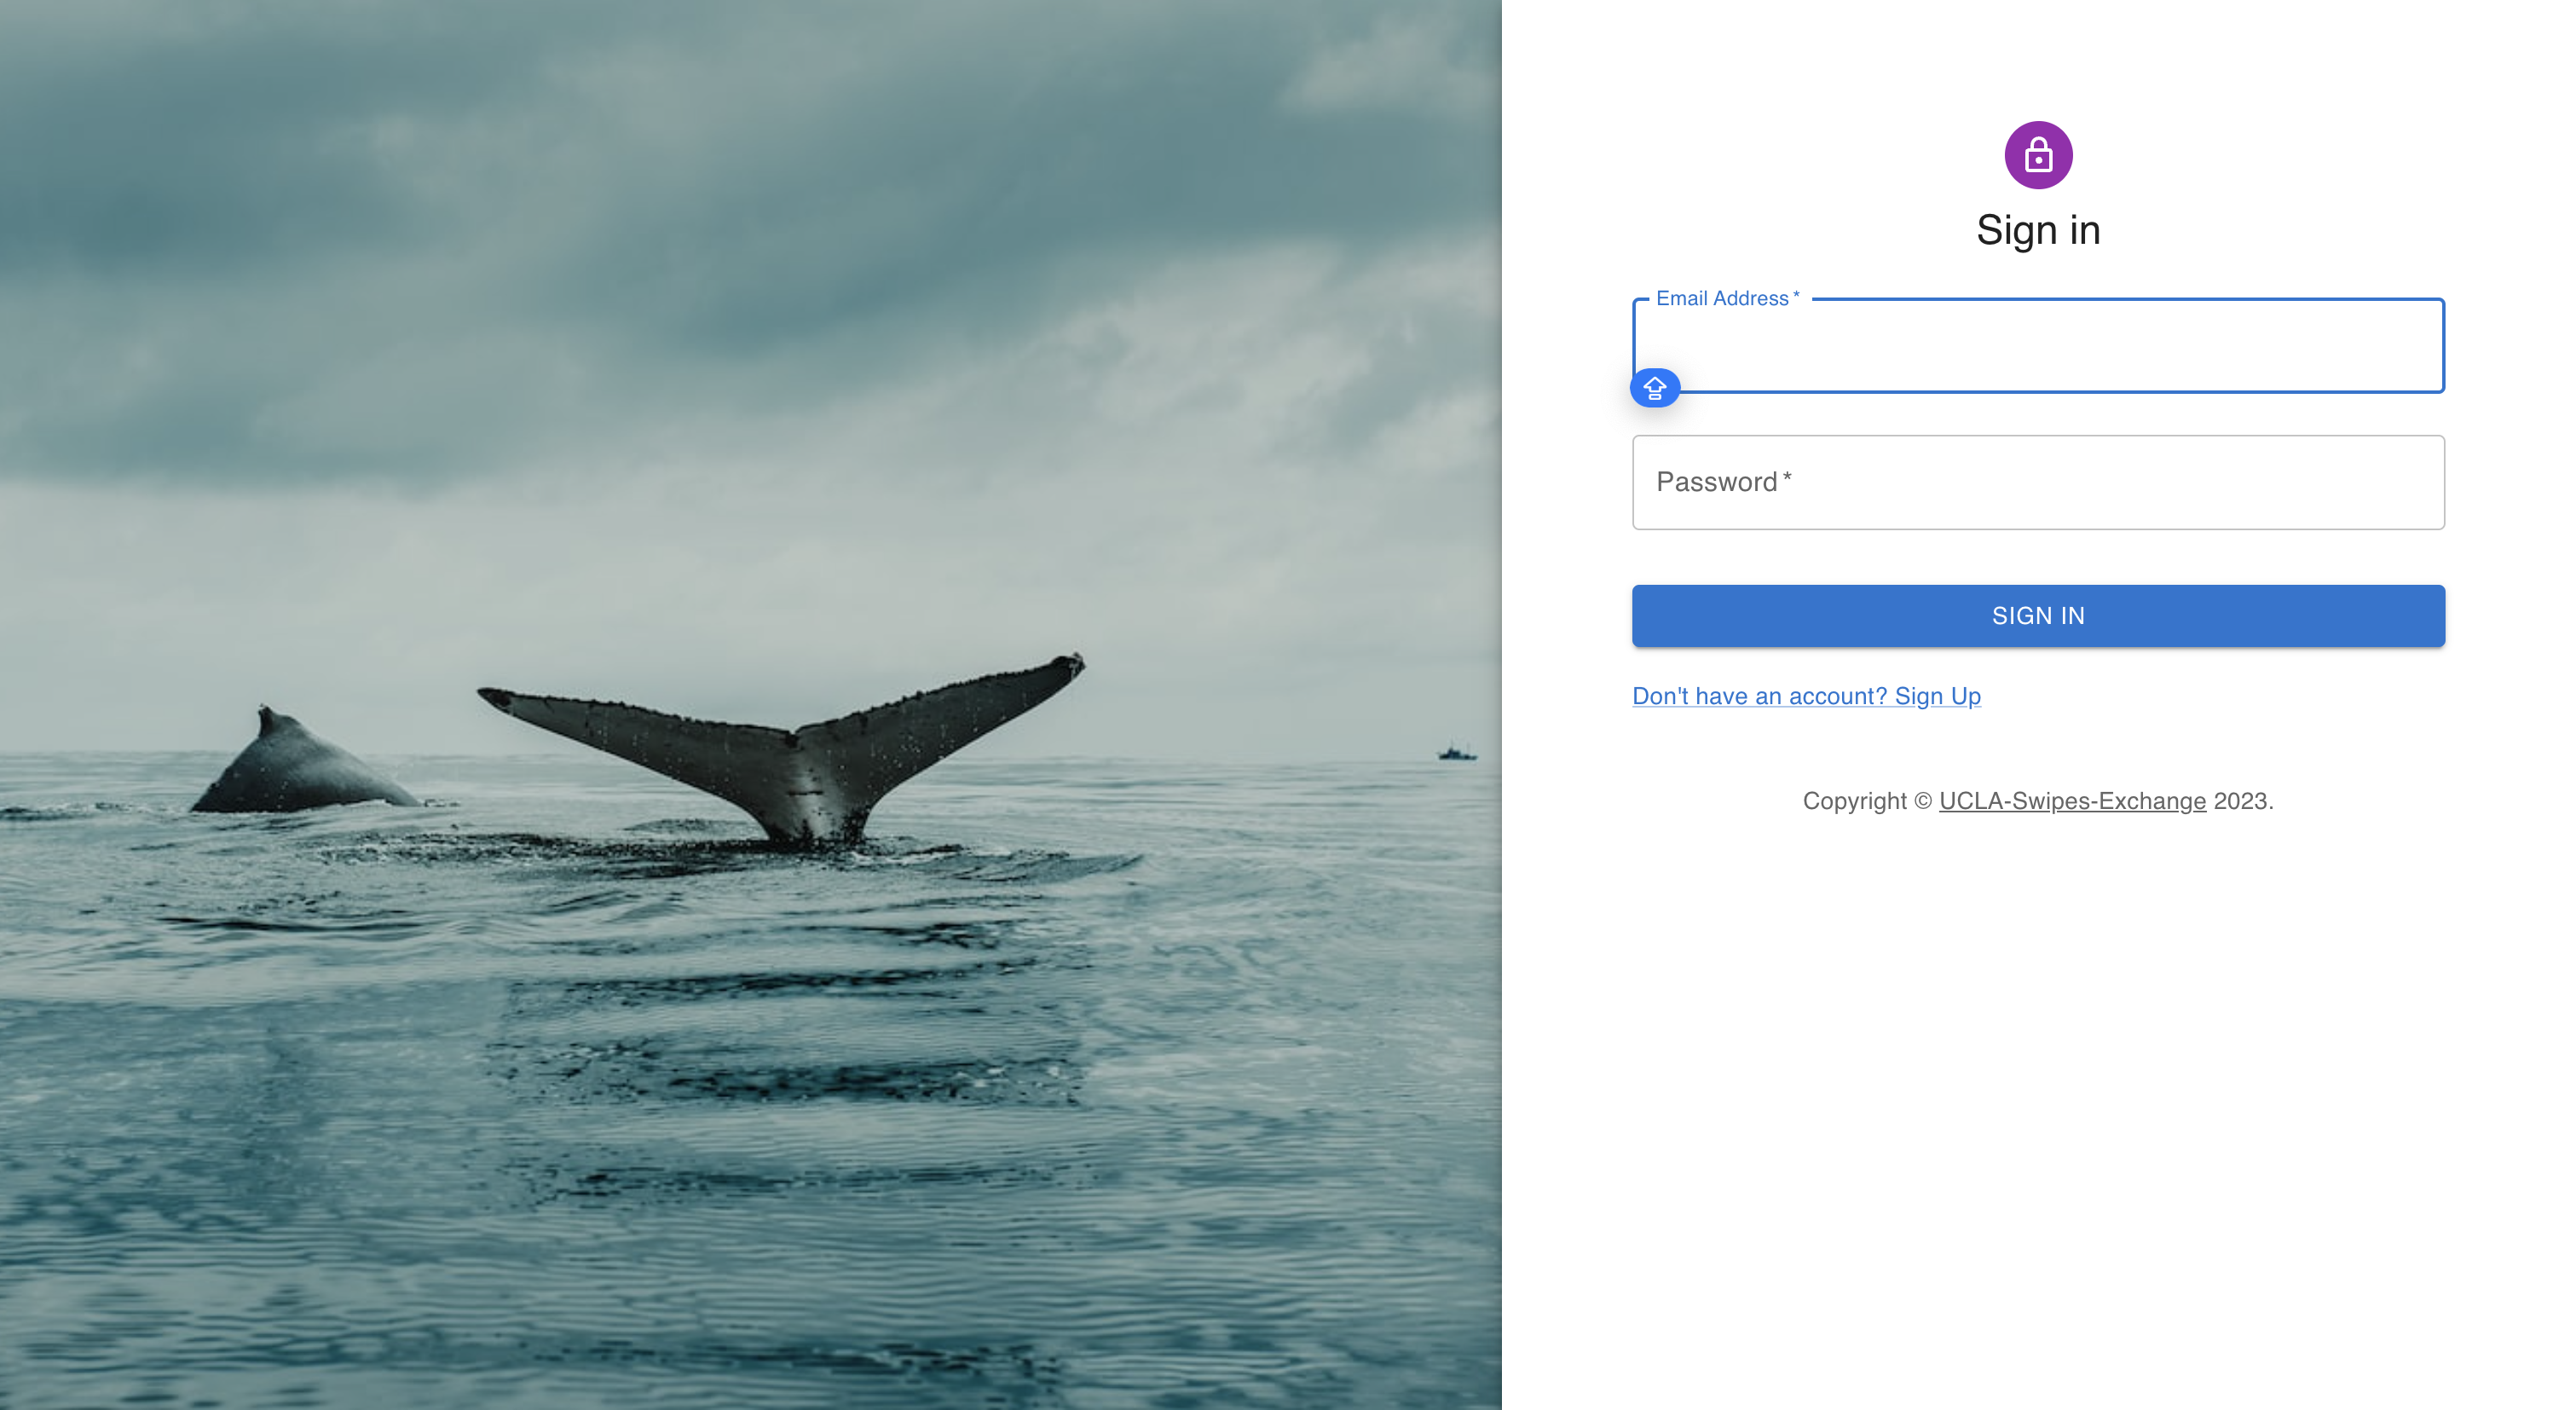 Sign in
Email Address *
Password *
SIGN IN
Don't have an account? Sign Up
Copyright © UCLA-Swipes-Exchange 2023.